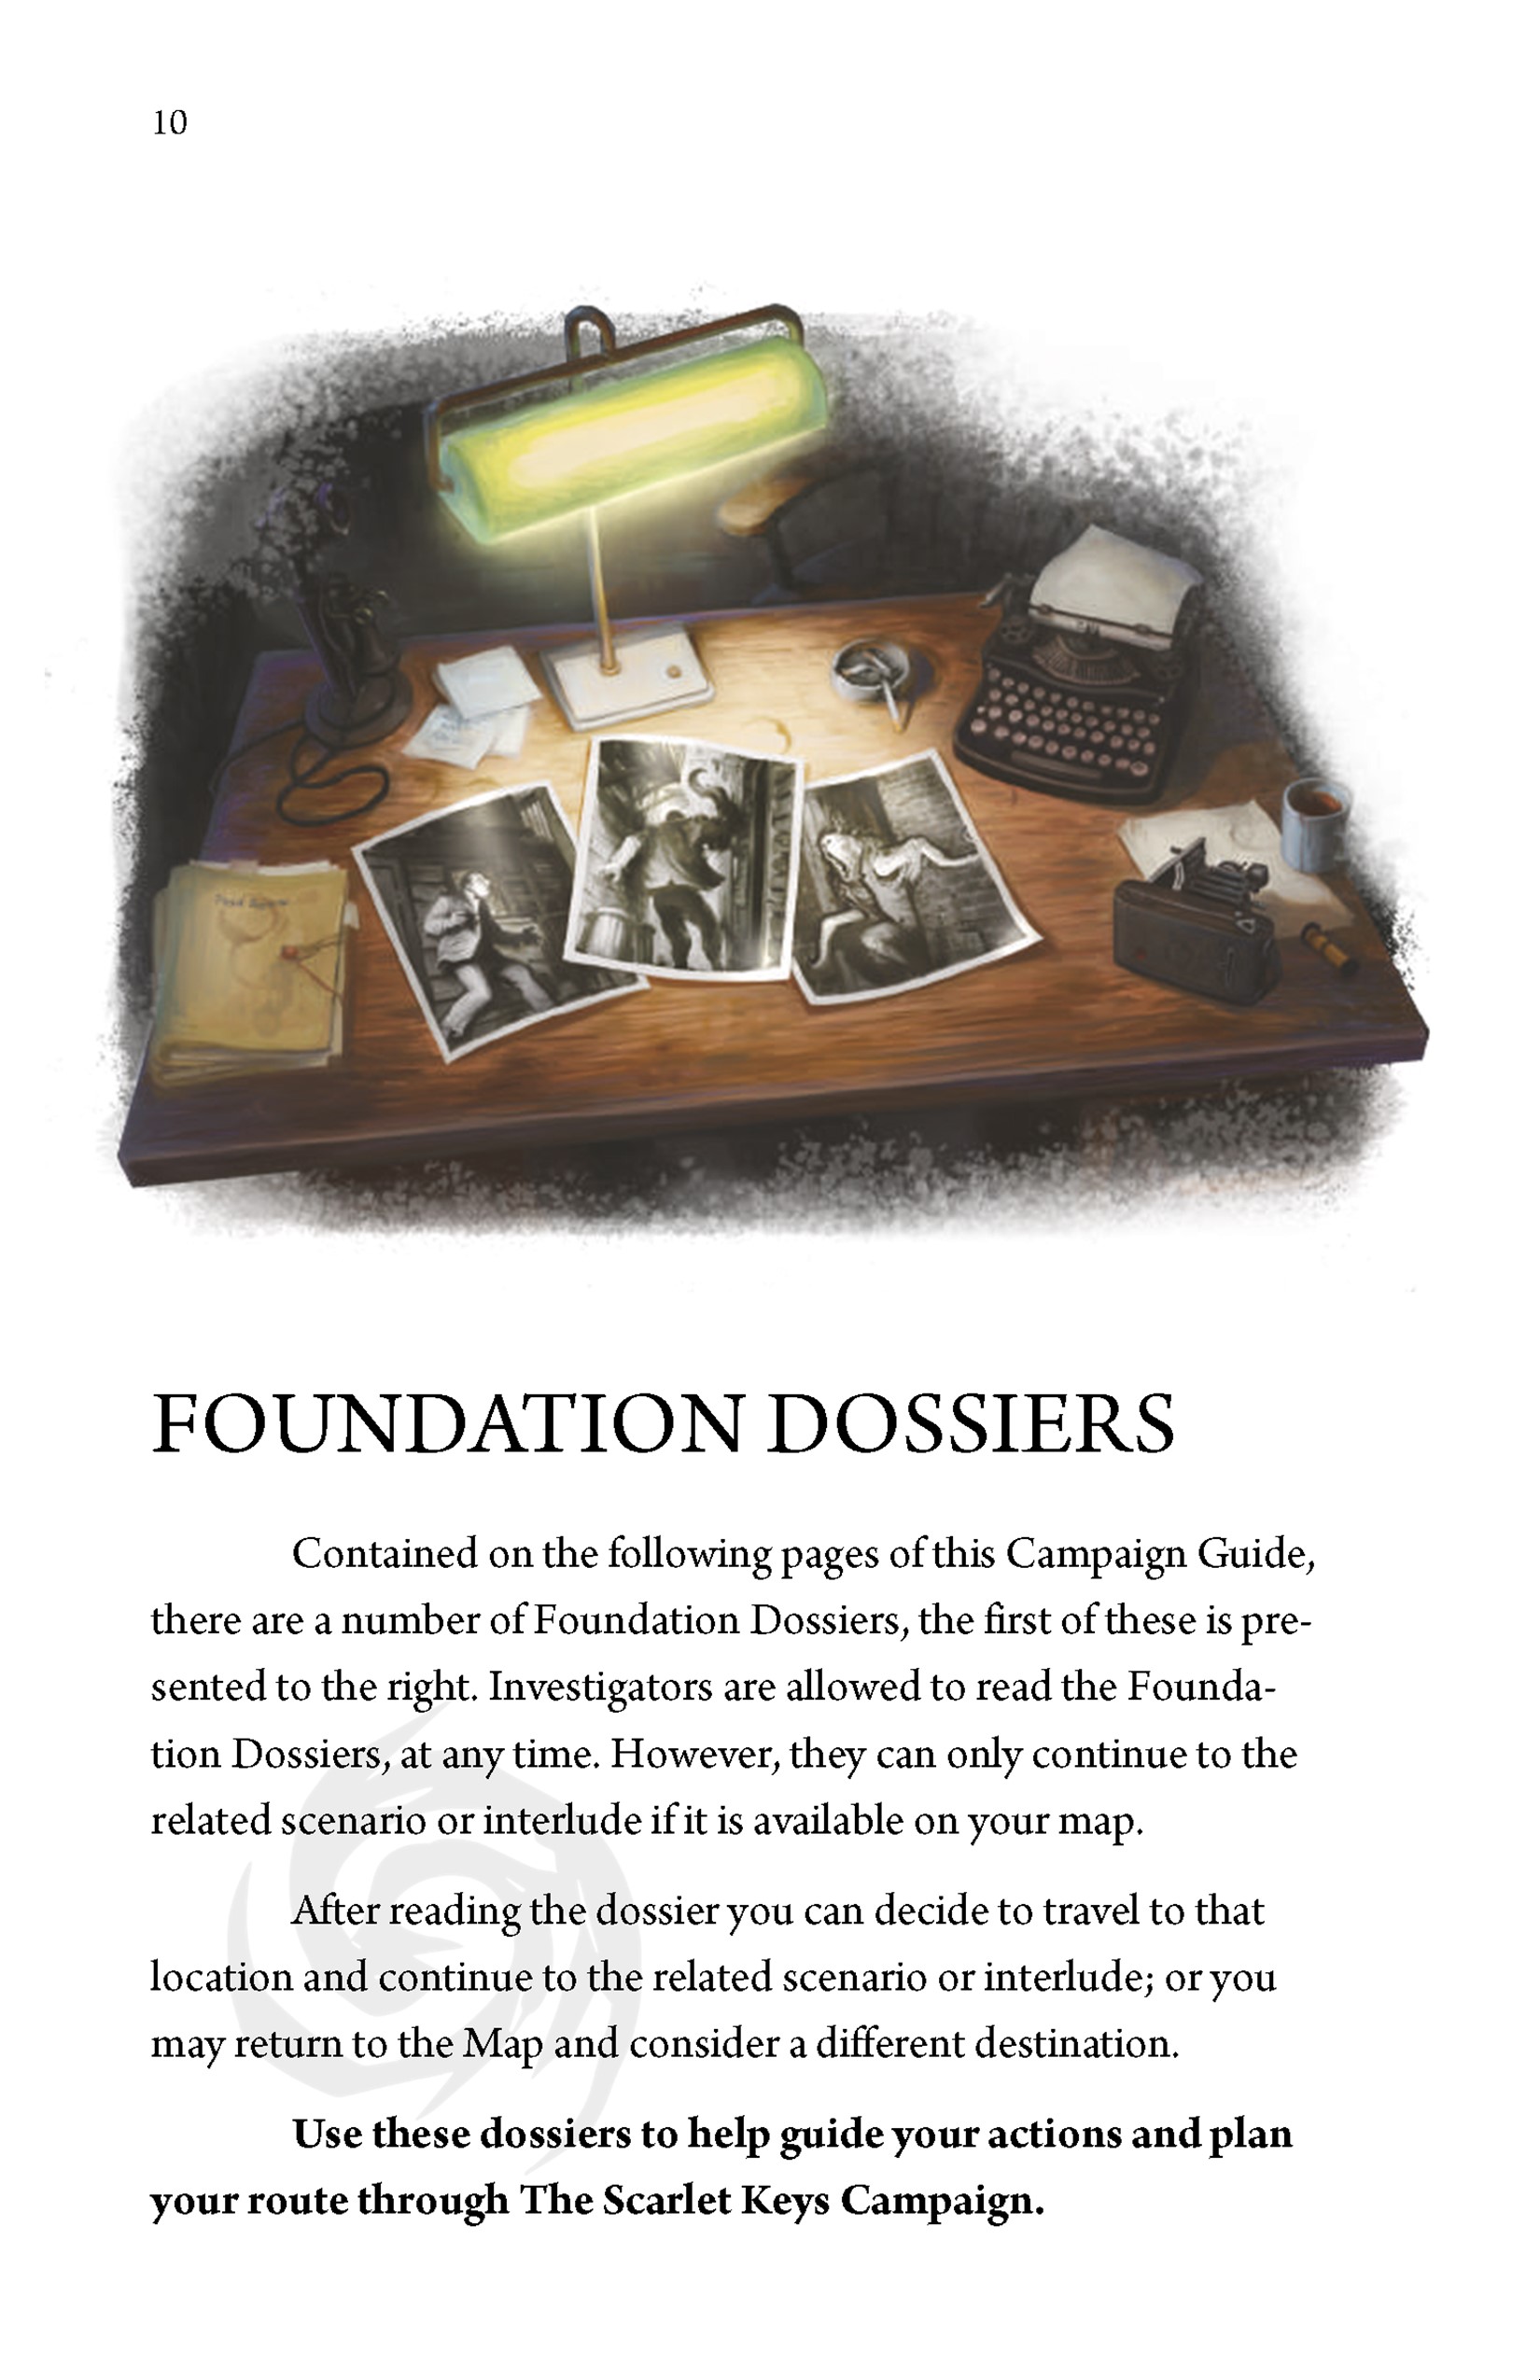 10
FOUNDATION DOSSIERS
Contained on the following pages of this Campaign Guide,
there are a number of Foundation Dossiers, the first of these is pre-
sented to the right. Investigators are allowed to read the Founda-
tion Dossiers, at any time. However, they can only continue to the
related scenario or interlude if it is available on your map.
After reading the dossier you can decide to travel to that
location and continue to the related scenario or interlude; or you
may return to the Map and consider a different destination.
Use these dossiers to help guide your actions and plan
your route through The Scarlet Keys Campaign.